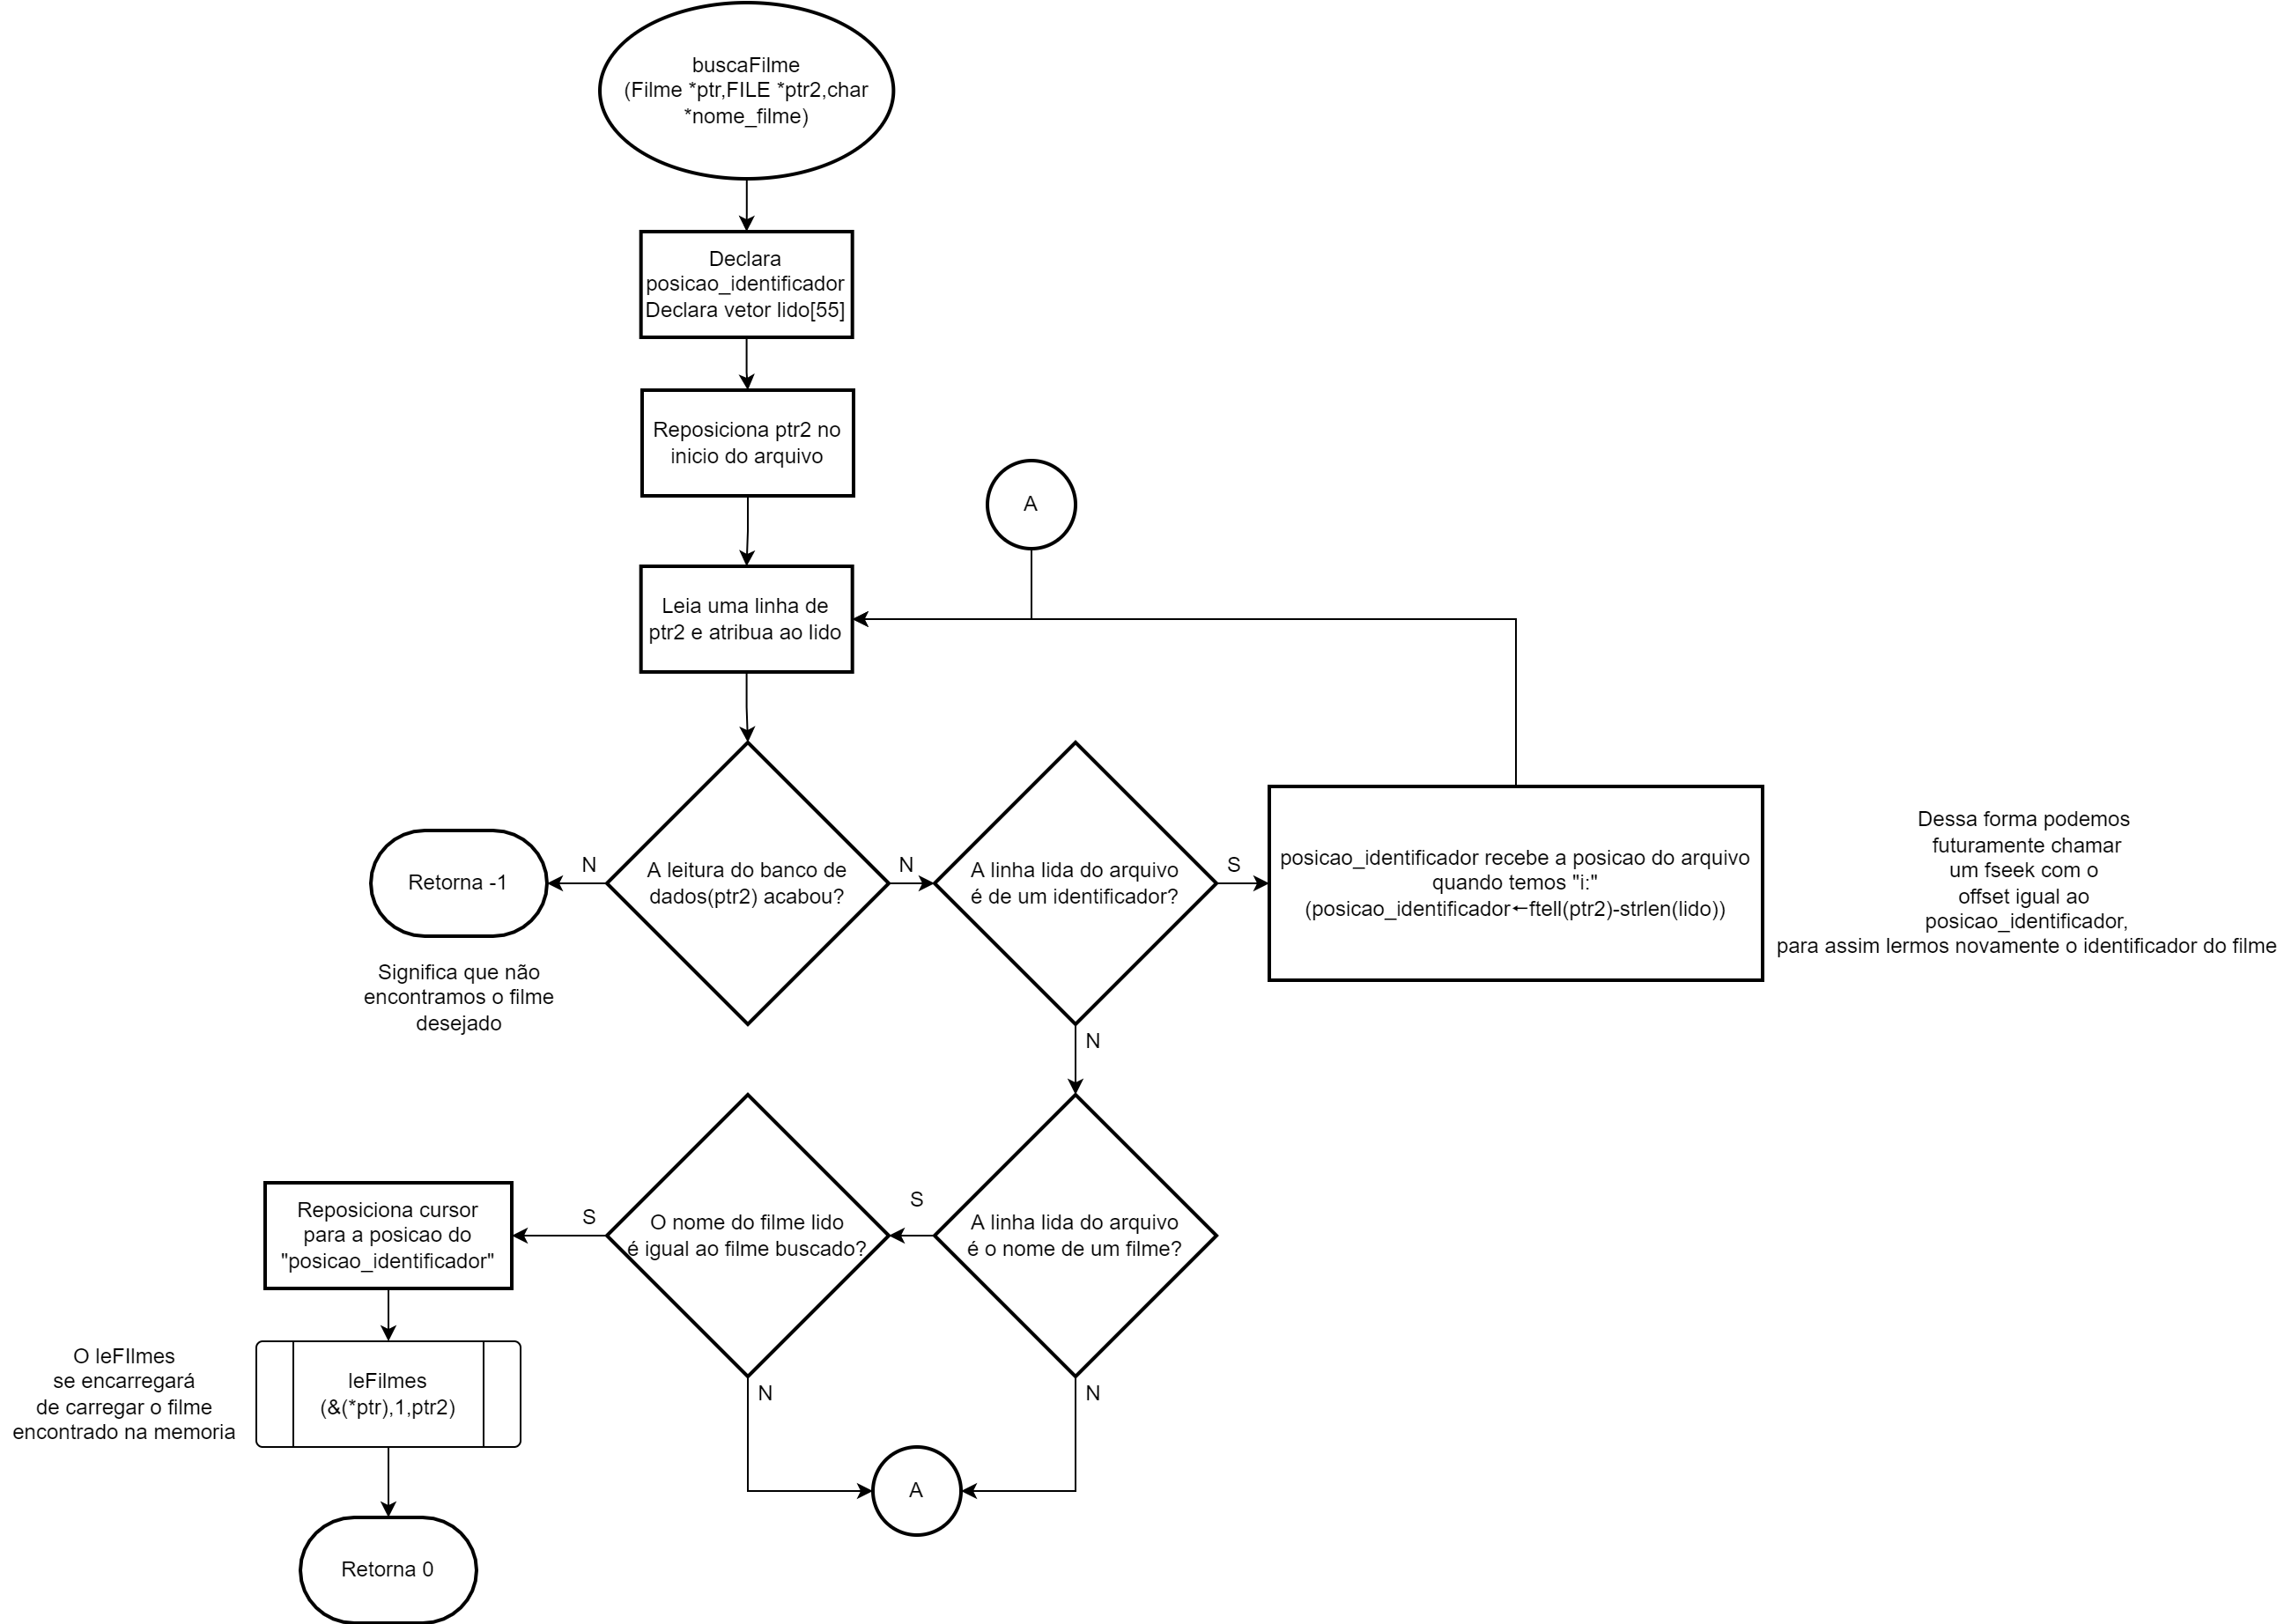 buscaFilme
(Filme *ptr,FILE *ptr2,char
*nome_filme)
Declara
posicao_identificador
Declara vetor lido[55]
Reposiciona ptr2 no
inicio do arquivo
A
Leia uma linha de
ptr2 e atribua ao lido
Retorna -1
N
A leitura do banco de
dados(ptr2) acabou?
N
A linha lida do arquivo
é de um identificador?
S
posicao_identificador recebe a posicao do arquivo
quando temos "i:"
(posicao_identificador←ftell(ptr2)-strlen(lido))
Dessa forma podemos
futuramente chamar
um fseek com o
offset igual ao
posicao_identificador,
para assim lermos novamente o identificador do filme
Significa que não
encontramos o filme
desejado
N
Reposiciona cursor
para a posicao do
"posicao_identificador"
S
O nome do filme lido
é igual ao filme buscado?
S
A linha lida do arquivo
é o nome de um filme?
O leFIlmes
se encarregará
de carregar o filme
encontrado na memoria
leFilmes
(&(*ptr),1,ptr2)
N
N
A
Retorna 0